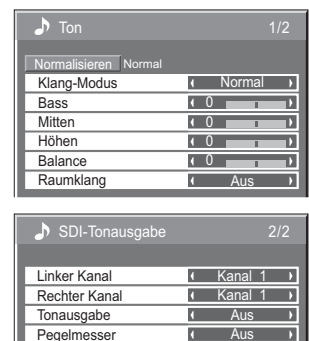 Ton 1/2
Normalisieren Normal
Klang-Modus Normal
Bass 0
Mitten 0
Höhen 0
Balance 0
Raumklang Aus
SDI-Tonausgabe 2/2
Linker Kanal Kanal 1
Rechter Kanal Kanal 1
Tonausgabe Aus
Pegelmesser Aus